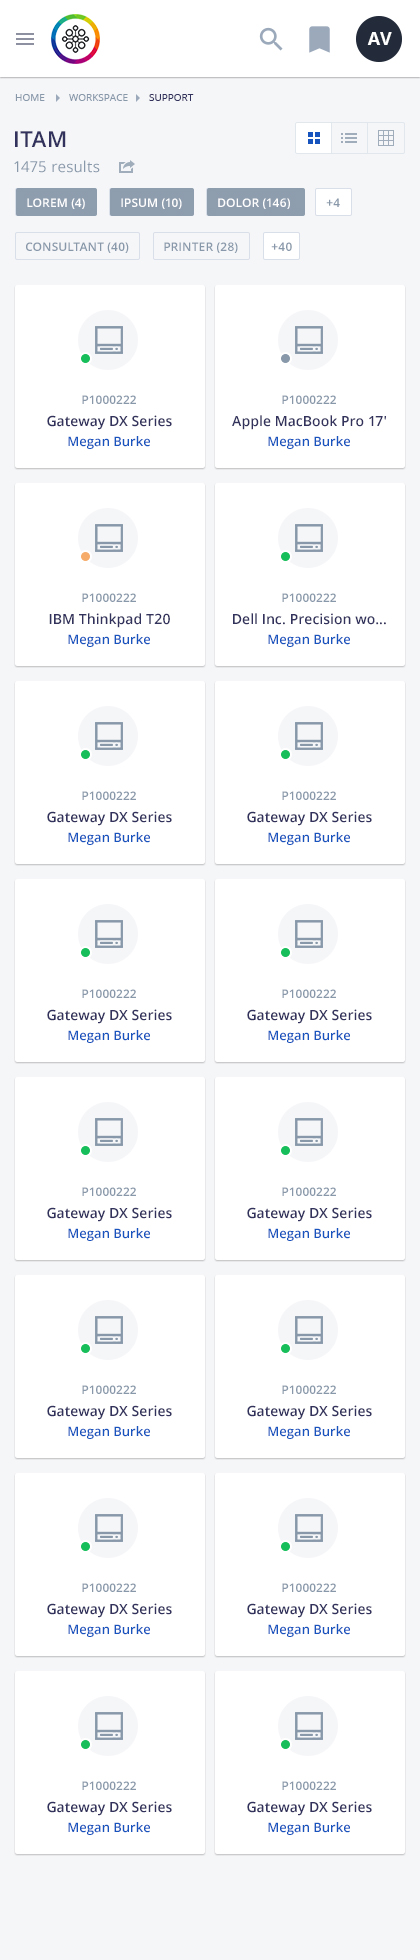 AV
HOME WORKSPACE SUPPORT
ITAM
1475 results
LOREM (4) IPSUM (10) DOLOR (146) +4
CONSULTANT (40) PRINTER (28) +40
P1000222 P1000222
Gateway DX Series Apple MacBook Pro 17'
Megan Burke Megan Burke
P1000222 P1000222
IBM Thinkpad T20 Dell Inc. Precision wo...
Megan Burke Megan Burke
P1000222 P1000222
Gateway DX Series Gateway DX Series
Megan Burke Megan Burke
P1000222 P1000222
Gateway DX Series Gateway DX Series
Megan Burke Megan Burke
P1000222 P1000222
Gateway DX Series Gateway DX Series
Megan Burke Megan Burke
P1000222 P1000222
Gateway DX Series Gateway DX Series
Megan Burke Megan Burke
P1000222 P1000222
Gateway DX Series Gateway DX Series
Megan Burke Megan Burke
P1000222 P1000222
Gateway DX Series Gateway DX Series
Megan Burke Megan Burke